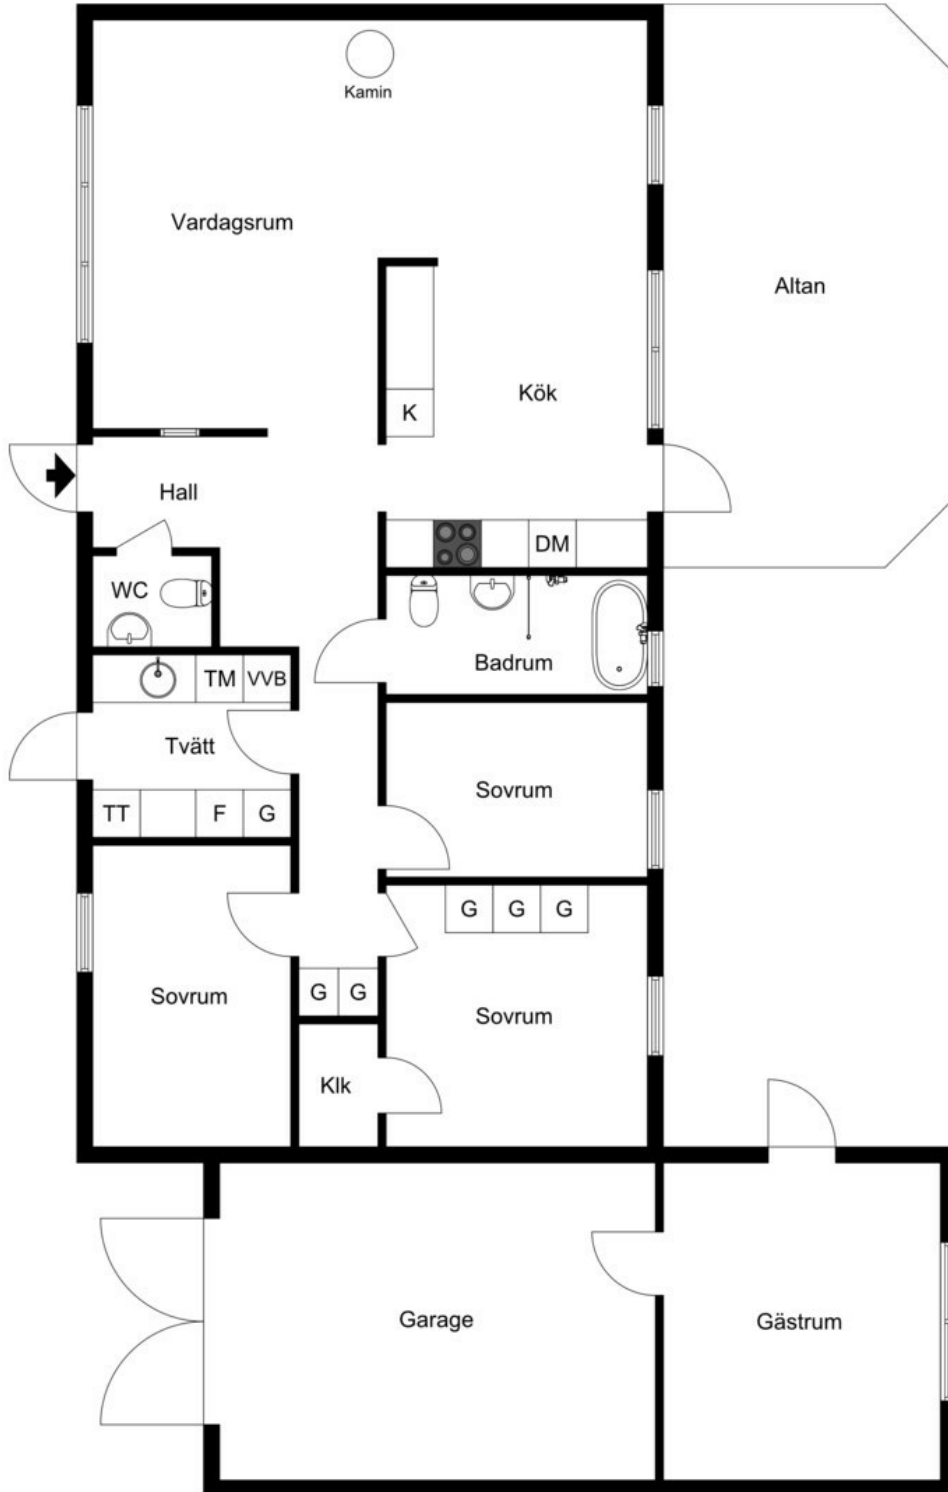 Kamin
Vardagsrum
Altan
Kök
K
Hall
DM
WC
Badrum
TM
VVB
Tvätt
Sovrum
TT
F
G
G
G
G
Sovrum
G
G
Sovrum
Klk
Garage
Gästrum